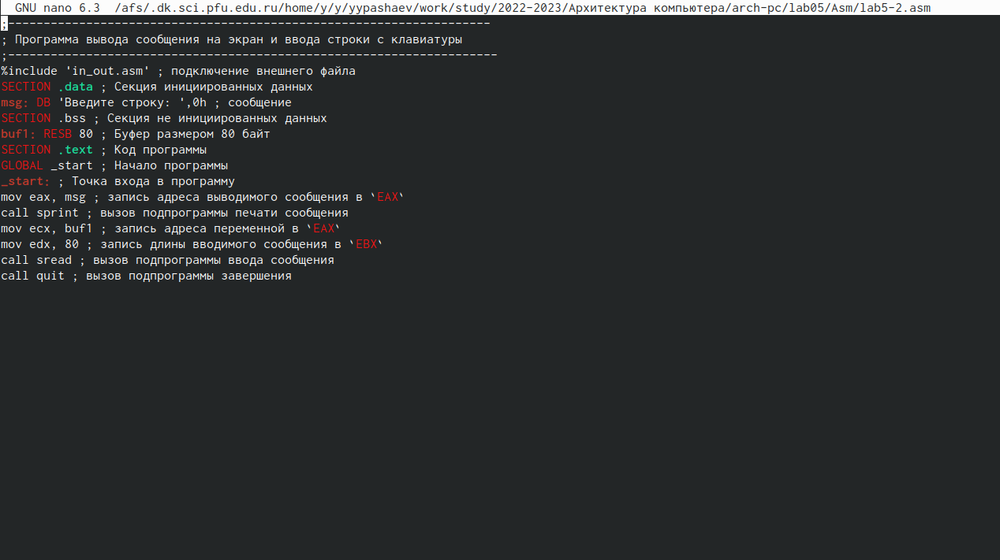 GNU nano 6.3 /afs/.dk.sci.pfu.edu.ru/home/y/y/yypashaev/work/study/2022-2023/Архитектура компьютера/arch-pc/lab05/Asm/lab5-2.asm
;--------------------------------------------------------------------
; Программа вывода сообщения на экран и ввода строки с клавиатуры
;---------------------------------------------------------------------
%include 'in_out.asm' ; подключение внешнего файла
SECTION .data ; Секция инициированных данных
msg: DB 'Введите строку: ',0h ; сообщение
SECTION .bss ; Секция не инициированных данных
buf1: RESB 80 ; Буфер размером 80 байт
SECTION .text ; Код программы
GLOBAL _start ; Начало программы
_start: ; Точка входа в программу
mov eax, msg ; запись адреса выводимого сообщения в `EAX`
call sprint ; вызов подпрограммы печати сообщения
mov ecx, buf1 ; запись адреса переменной в `EAX`
mov edx, 80 ; запись длины вводимого сообщения в `EBX`
call sread ; вызов подпрограммы ввода сообщения
call quit ; вызов подпрограммы завершения